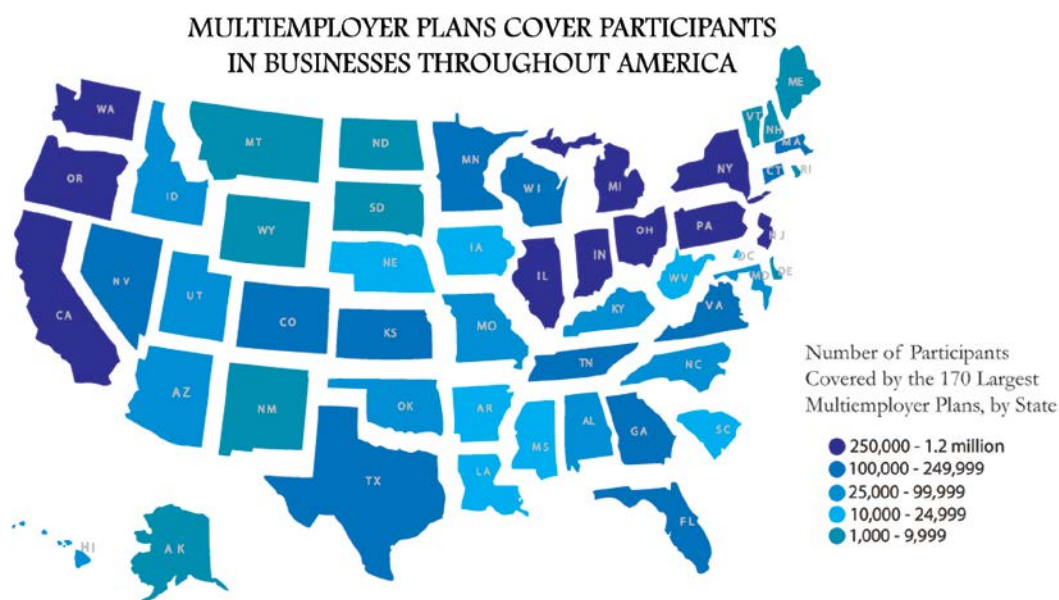 MULTIEMPLOYER PLANS COVER PARTICIPANTS
IN BUSINESSES THROUGHOUT AMERICA
WA
MT
ND
MN
VT
NH
ME
OR
ID
WY
SD
WI
MI
NY
MA
CT
RI
NV
UT
CO
NE
IA
IL
IN
OH
PA
NJ
CA
KS
MO
KY
WV
DC
MD
DE
VA
AZ
NM
OK
AR
TN
NC
TX
LA
MS
AL
GA
SC
FL
HI
AK
Number of Participants
Covered by the 170 Largest
Multiemployer Plans, by State
250,000 - 1.2 million
100,000 - 249,999
25,000 - 99,999
10,000 - 24,999
1,000 - 9,999